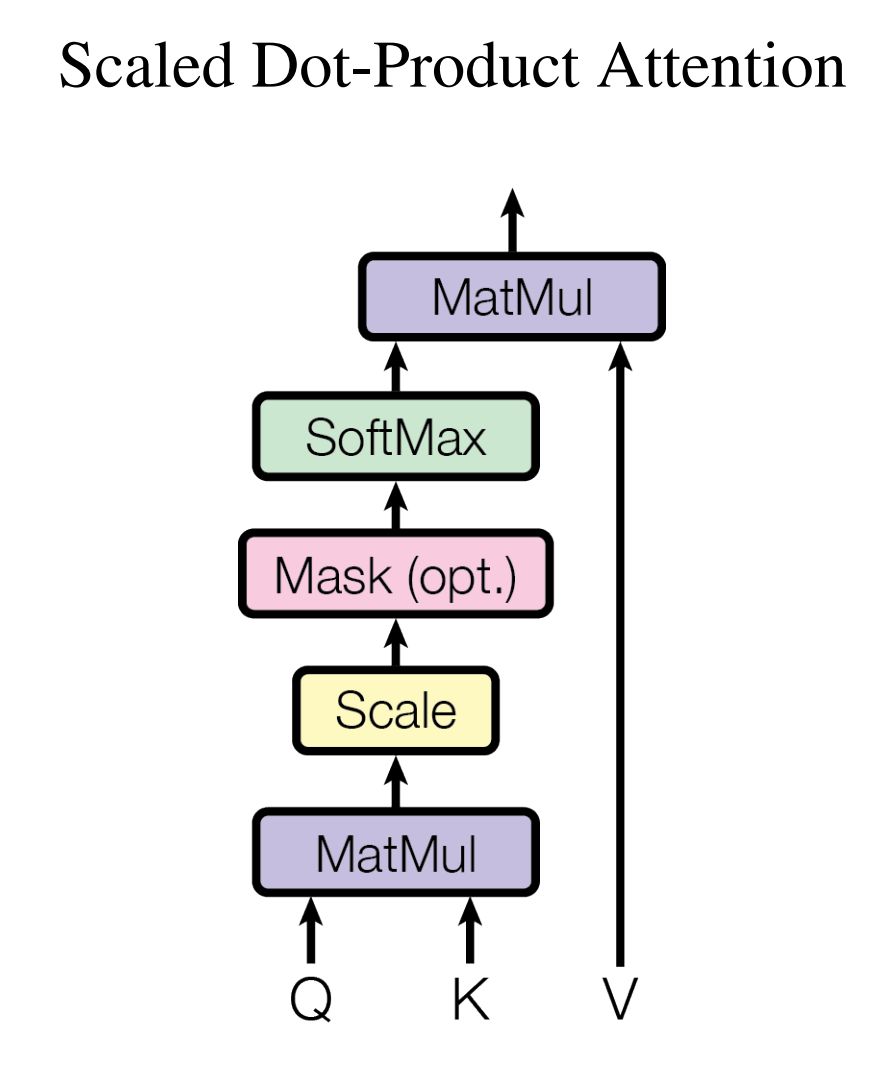 Scaled Dot-Product Attention
MatMul
SoftMax
Mask (opt.)
Scale
MatMul
Q K V